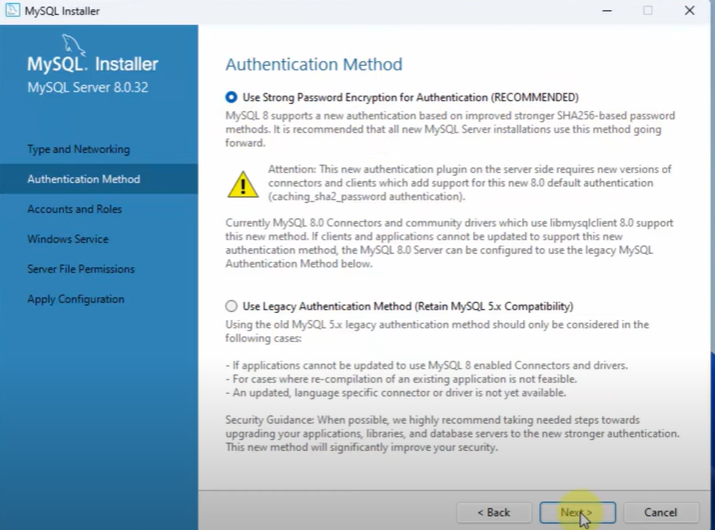 MySQL Installer
MySQL. Installer
MySQL Server 8.0.32
Type and Networking
Authentication Method
Accounts and Roles
Windows Service
Server File Permissions
Apply Configuration
Authentication Method
Use Strong Password Encryption for Authentication (RECOMMENDED)
MySQL 8 supports a new authentication based on improved stronger SHA256-based password
methods. It is recommended that all new MySQL Server installations use this method going
forward.
Attention: This new authentication plugin on the server side requires new versions of
connectors and clients which add support for this new 8.0 default authentication
(caching_sha2_password authentication).
Currently MySQL 8.0 Connectors and community drivers which use libmysqlclient 8.0 support
this new method. If clients and applications cannot be updated to support this new
authentication method, the MySQL 8.0 Server can be configured to use the legacy MySQL
Authentication Method below.
Use Legacy Authentication Method (Retain MySQL 5.x Compatibility)
Using the old MySQL 5.x legacy authentication method should only be considered in the
following cases:
- If applications cannot be updated to use MySQL 8 enabled Connectors and drivers.
- For cases where re-compilation of an existing application is not feasible.
- An updated, language specific connector or driver is not yet available.
Security Guidance: When possible, we highly recommend taking needed steps towards
upgrading your applications, libraries, and database servers to the new stronger authentication.
This new method will significantly improve your security.
< Back
Next >
Cancel